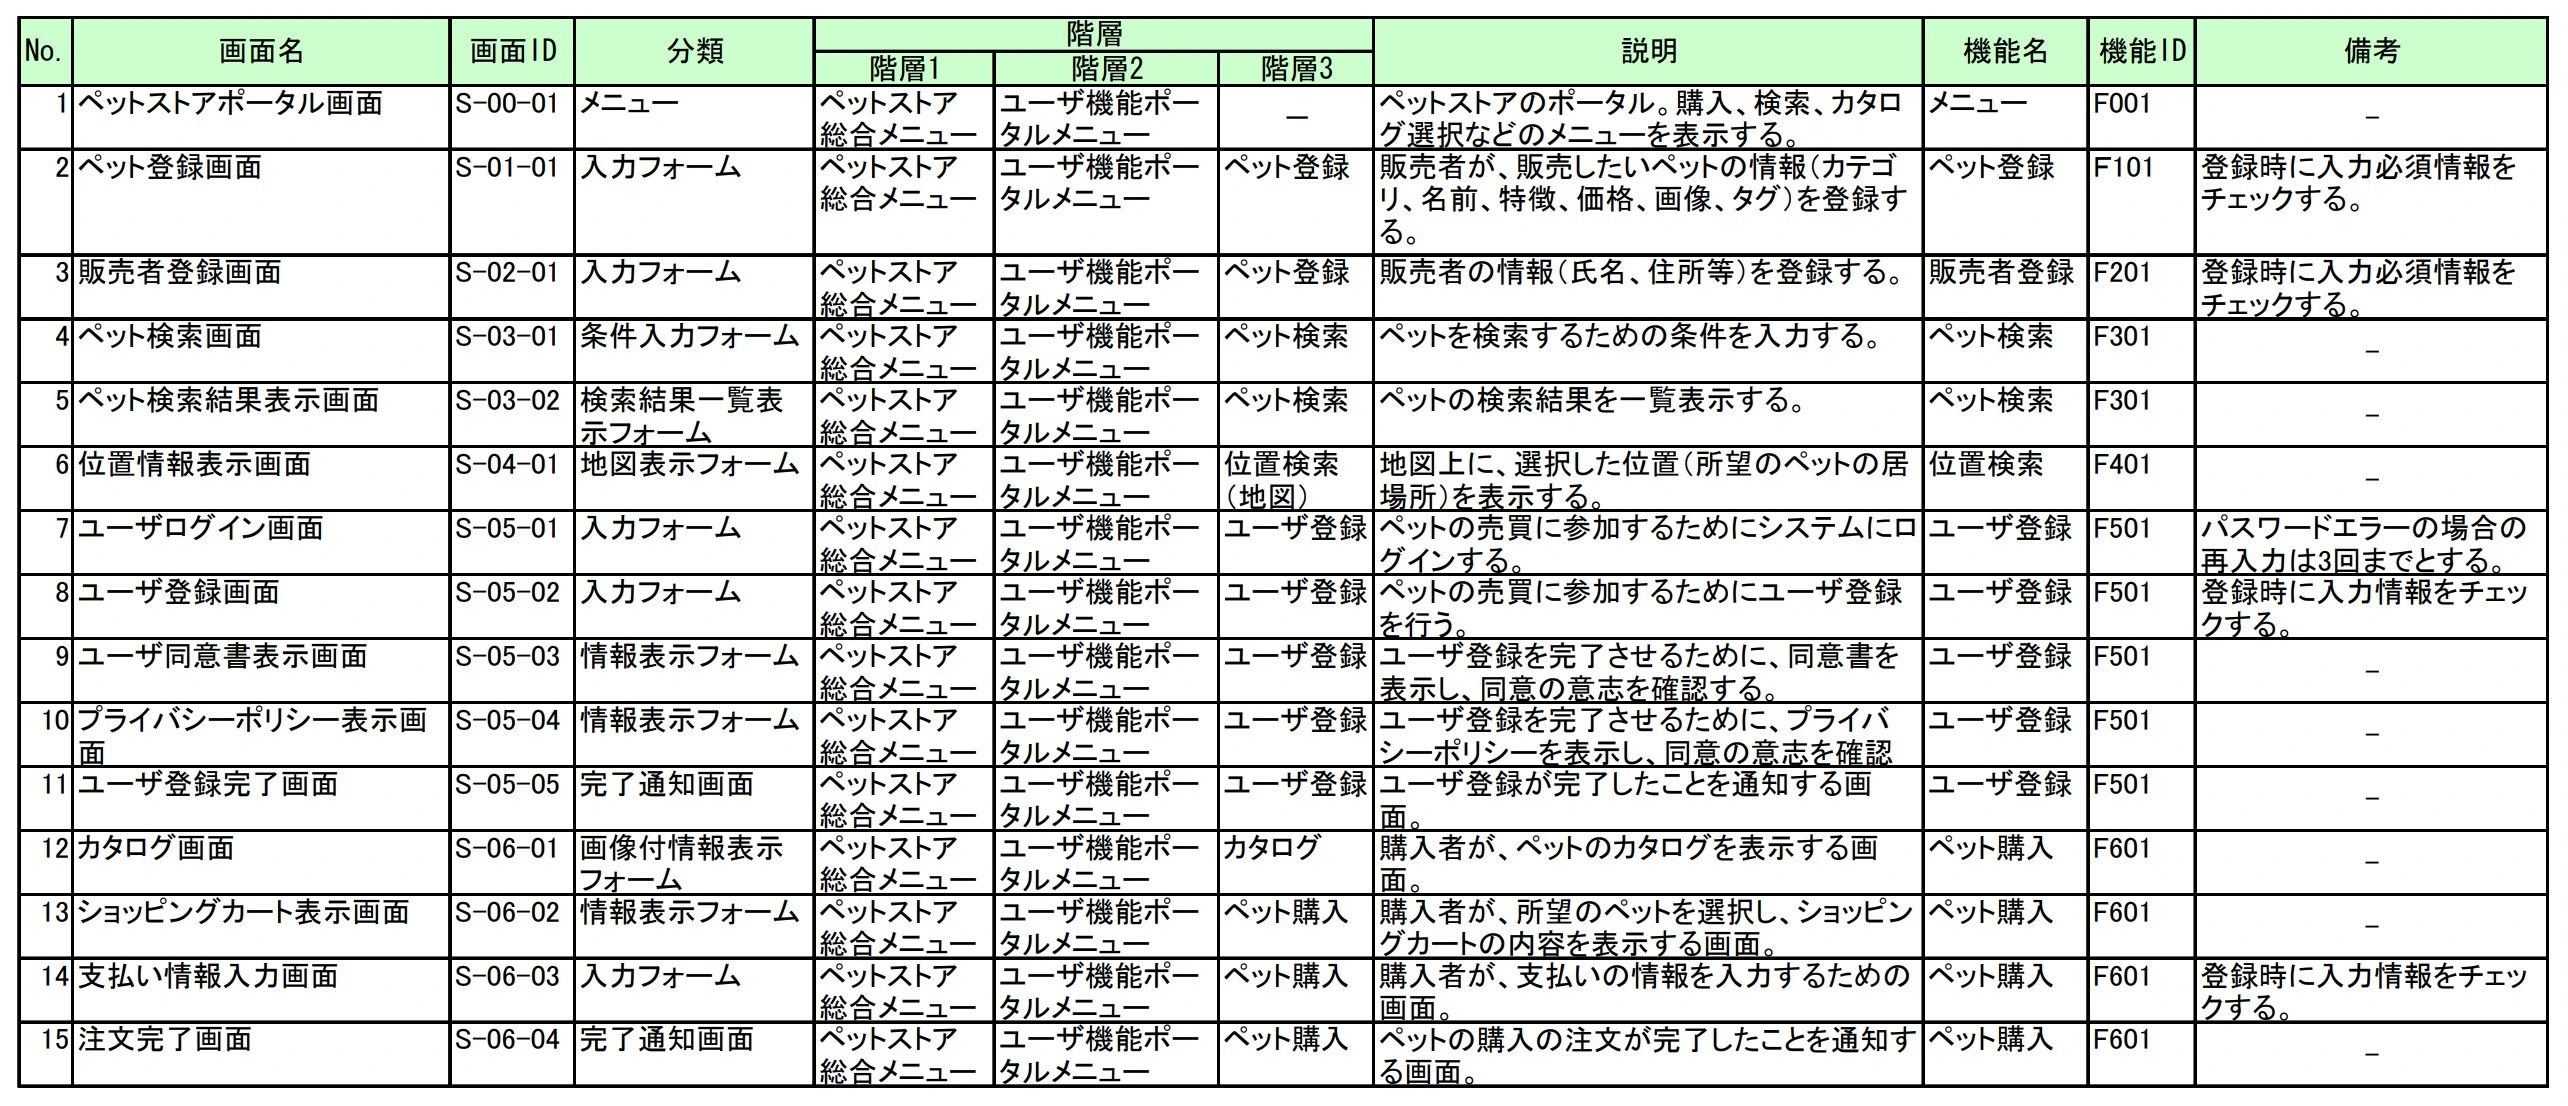 No. 画面名 画面ID 分類 階層 説明 機能名 機能ID 備考
階層1 階層2 階層3
1 ペットストアポータル画面 S-00-01 メニュー ペットストア ユーザ機能ポー － ペットストアのポータル。購入、検索、カタロ メニュー F001 －
総合メニュー タルメニュー グ選択などのメニューを表示する。
2 ペット登録画面 S-01-01 入力フォーム ペットストア ユーザ機能ポー ペット登録 販売者が、販売したいペットの情報（カテゴ ペット登録 F101 登録時に入力必須情報を
総合メニュー タルメニュー リ、名前、特徴、価格、画像、タグ）を登録す チェックする。
る。
3 販売者登録画面 S-02-01 入力フォーム ペットストア ユーザ機能ポー ペット登録 販売者の情報（氏名、住所等）を登録する。 販売者登録 F201 登録時に入力必須情報を
総合メニュー タルメニュー チェックする。
4 ペット検索画面 S-03-01 条件入力フォーム ペットストア ユーザ機能ポー ペット検索 ペットを検索するための条件を入力する。 ペット検索 F301 －
総合メニュー タルメニュー
5 ペット検索結果表示画面 S-03-02 検索結果一覧表 ペットストア ユーザ機能ポー ペット検索 ペットの検索結果を一覧表示する。 ペット検索 F301 －
示フォーム 総合メニュー タルメニュー
6 位置情報表示画面 S-04-01 地図表示フォーム ペットストア ユーザ機能ポー 位置検索 地図上に、選択した位置（所望のペットの居 位置検索 F401 －
総合メニュー タルメニュー （地図） 場所）を表示する。
7 ユーザログイン画面 S-05-01 入力フォーム ペットストア ユーザ機能ポー ユーザ登録 ペットの売買に参加するためにシステムにロ ユーザ登録 F501 パスワードエラーの場合の
総合メニュー タルメニュー グインする。 再入力は3回までとする。
8 ユーザ登録画面 S-05-02 入力フォーム ペットストア ユーザ機能ポー ユーザ登録 ペットの売買に参加するためにユーザ登録 ユーザ登録 F501 登録時に入力情報をチェッ
総合メニュー タルメニュー を行う。 クする。
9 ユーザ同意書表示画面 S-05-03 情報表示フォーム ペットストア ユーザ機能ポー ユーザ登録 ユーザ登録を完了させるために、同意書を ユーザ登録 F501 －
総合メニュー タルメニュー 表示し、同意の意志を確認する。
10 プライバシーポリシー表示画 S-05-04 情報表示フォーム ペットストア ユーザ機能ポー ユーザ登録 ユーザ登録を完了させるために、プライバ ユーザ登録 F501 －
面 総合メニュー タルメニュー シーポリシーを表示し、同意の意志を確認
11 ユーザ登録完了画面 S-05-05 完了通知画面 ペットストア ユーザ機能ポー ユーザ登録 ユーザ登録が完了したことを通知する画 ユーザ登録 F501 －
総合メニュー タルメニュー 面。
12 カタログ画面 S-06-01 画像付情報表示 ペットストア ユーザ機能ポー カタログ 購入者が、ペットのカタログを表示する画 ペット購入 F601 －
フォーム 総合メニュー タルメニュー 面。
13 ショッピングカート表示画面 S-06-02 情報表示フォーム ペットストア ユーザ機能ポー ペット購入 購入者が、所望のペットを選択し、ショッピン ペット購入 F601 －
総合メニュー タルメニュー グカートの内容を表示する画面。
14 支払い情報入力画面 S-06-03 入力フォーム ペットストア ユーザ機能ポー ペット購入 購入者が、支払いの情報を入力するための ペット購入 F601 登録時に入力情報をチェッ
総合メニュー タルメニュー 画面。 クする。
15 注文完了画面 S-06-04 完了通知画面 ペットストア ユーザ機能ポー ペット購入 ペットの購入の注文が完了したことを通知す ペット購入 F601 －
総合メニュー タルメニュー る画面。